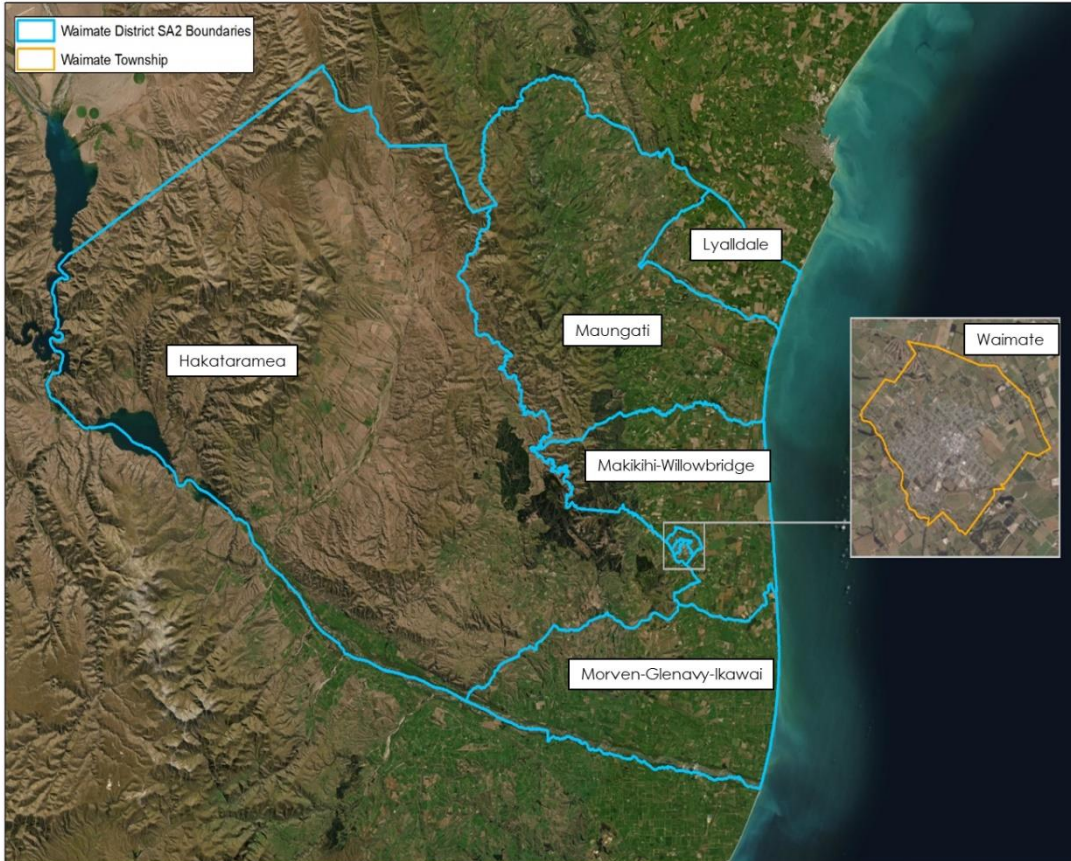 Waimate District SA2 Boundaries
Waimate Township
Lyalldale
Maungati
Waimate
Hakataramea
Makikihi-Willowbridge
Morven-Glenavy-Ikawai